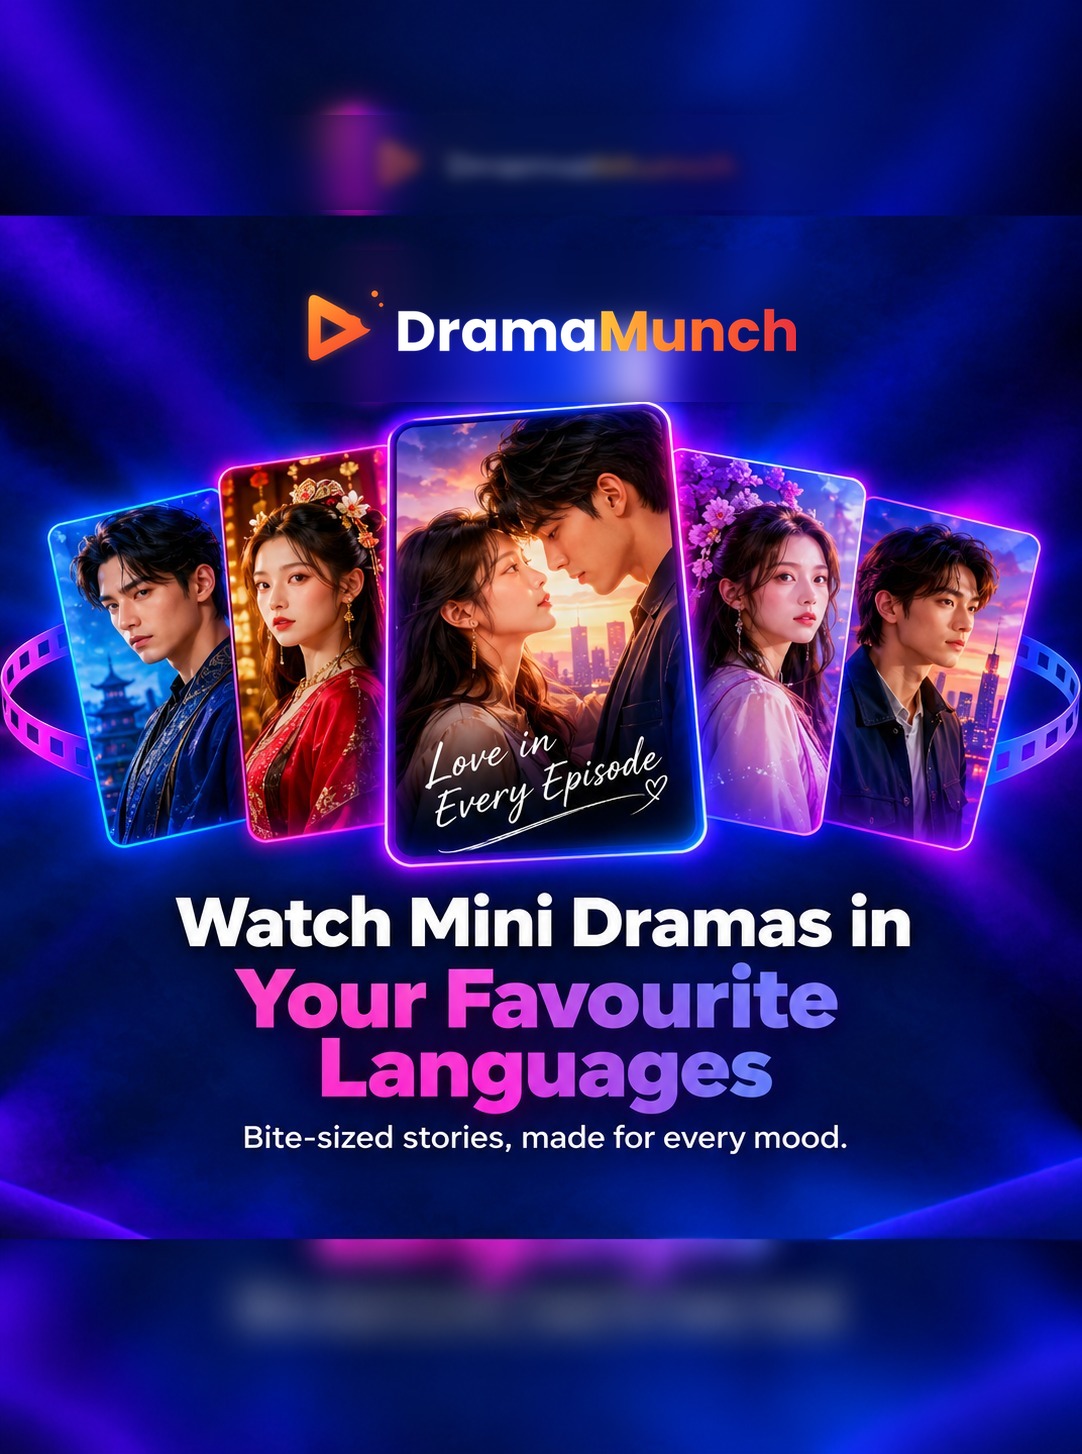 DramaMunch
Love in
Every Episode
Watch Mini Dramas in
Your Favourite
Languages
Bite-sized stories, made for every mood.